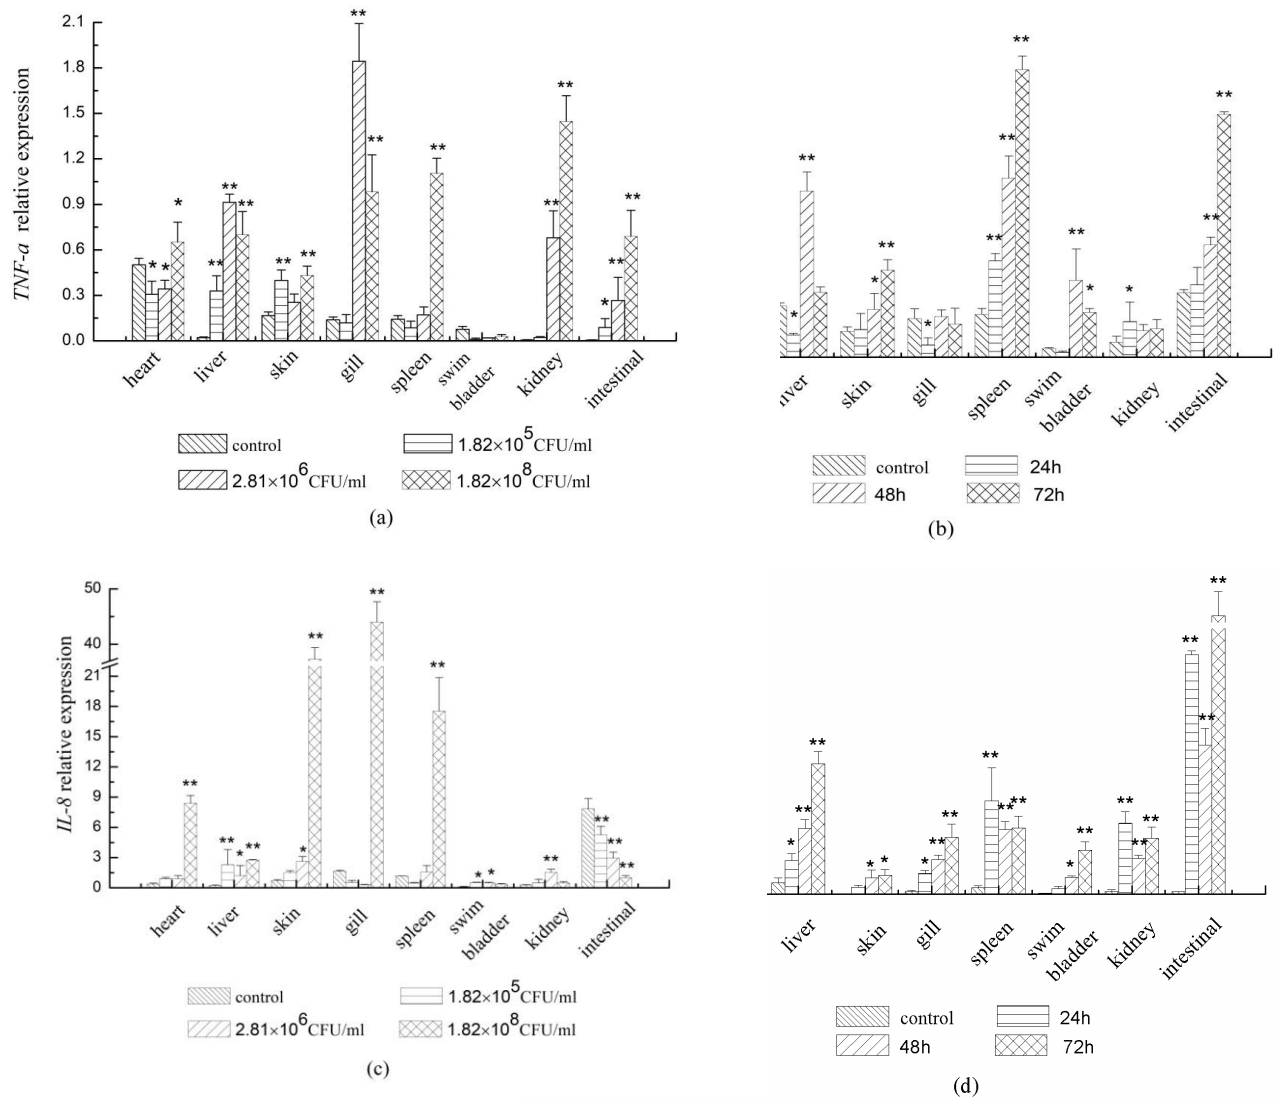 TNF-a relative expression
2.1
1.8
1.5
1.2
0.9
0.6
0.3
0.0
** ** ** * ** ** ** ** * * ** ** ** ** *
heart liver skin gill spleen swim bladder kidney intestinal
control 1.82×10^5CFU/ml
2.81×10^6CFU/ml 1.82×10^8CFU/ml
(a)
** ** ** ** ** ** ** ** * * * * *
skin gill spleen swim bladder kidney intestinal
control 24h
48h 72h
(b)
IL-8 relative expression
50
40
21
18
15
12
9
6
3
0
** ** ** ** ** * ** * * * ** ** ** **
heart liver skin gill spleen swim bladder kidney intestinal
control 1.82×10^5CFU/ml
2.81×10^6CFU/ml 1.82×10^8CFU/ml
(c)
** ** ** ** ** * * * * ** ** ** ** ** * ** ** ** **
liver skin gill spleen swim bladder kidney intestinal
control 24h
48h 72h
(d)